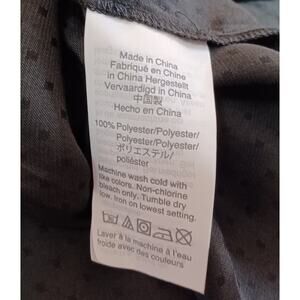 Made in China
Fabriqué en Chine
in China Hergestellt
Vervaardigd in China
中国製
Hecho en China
100% Polyester/Polyester/
Polyester/Polyester/
ポリエステル/
poliéster
Machine wash cold with
like colors. Non-chlorine
bleach only. Tumble dry
low. Iron on lowest setting.
Laver à la machine à l'eau
froide avec des couleurs